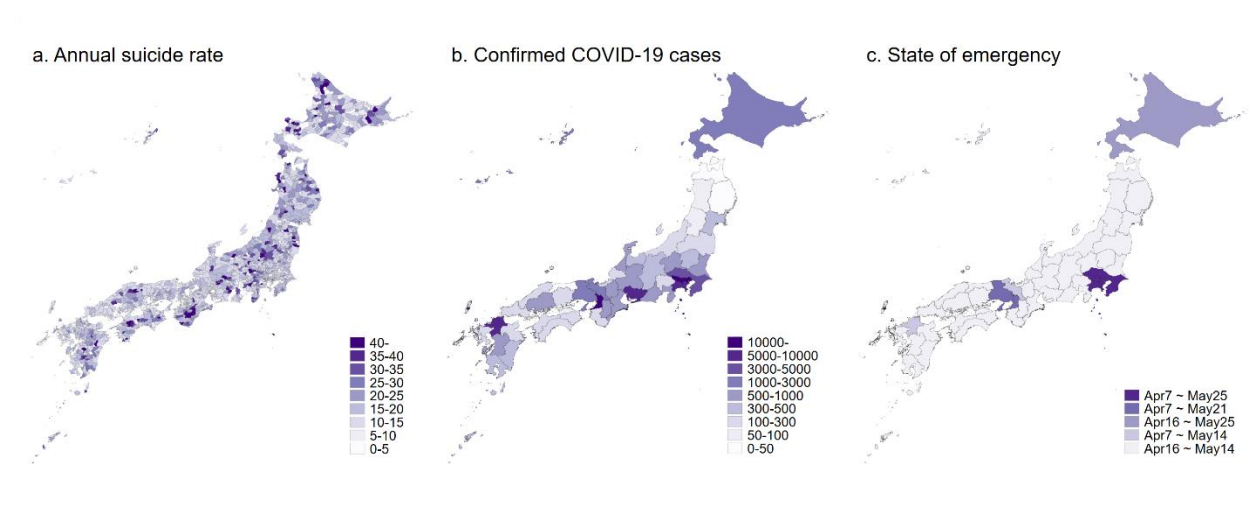 a. Annual suicide rate
b. Confirmed COVID-19 cases
c. State of emergency
40-
35-40
30-35
25-30
20-25
15-20
10-15
5-10
0-5
10000-
5000-10000
3000-5000
1000-3000
500-1000
300-500
100-300
50-100
0-50
Apr7 ~ May25
Apr7 ~ May21
Apr16 ~ May25
Apr7 ~ May14
Apr16 ~ May14